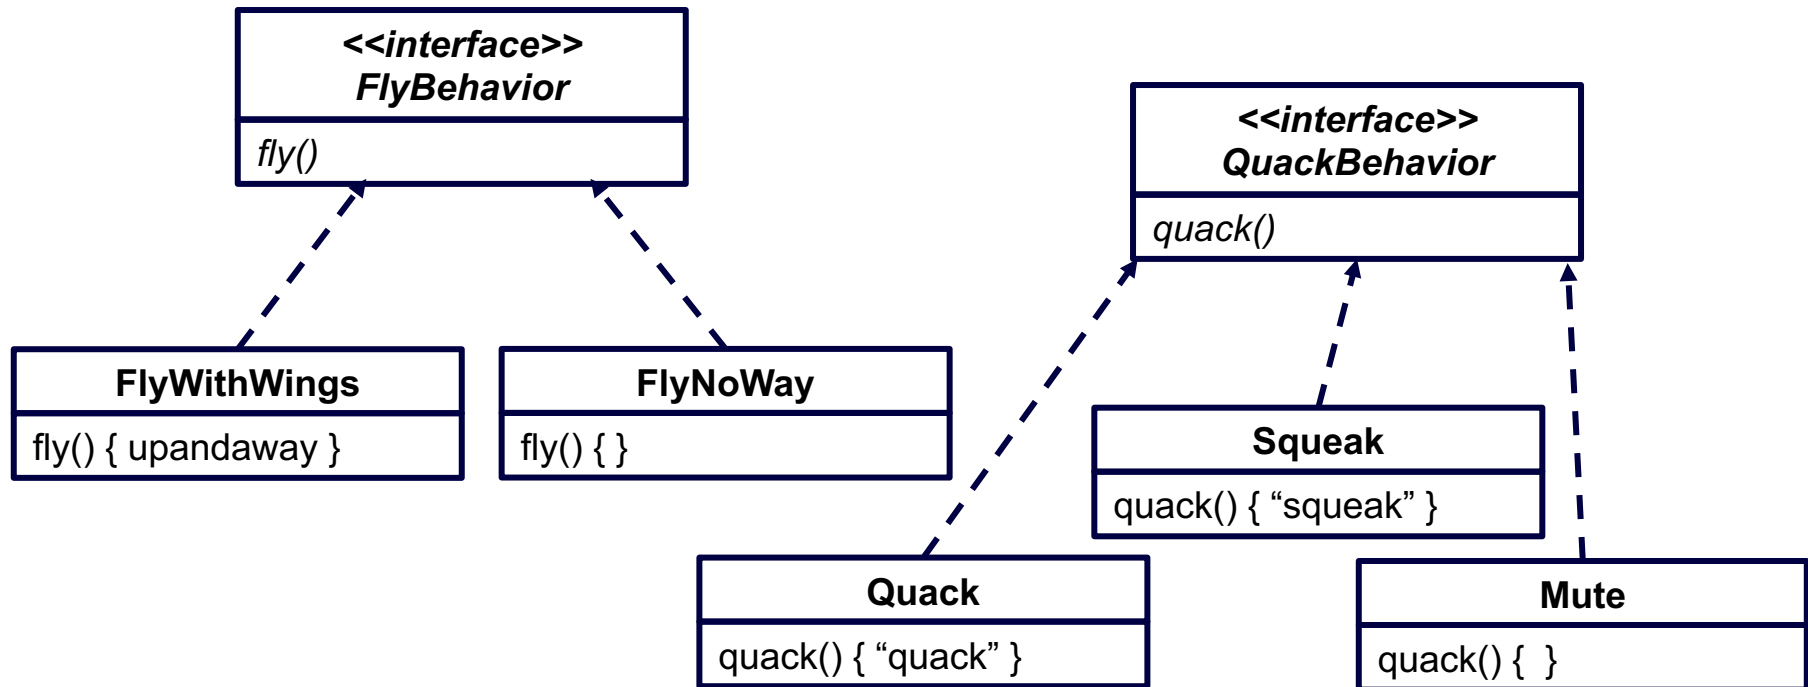 <<interface>>
FlyBehavior
fly()
<<interface>>
QuackBehavior
quack()
FlyWithWings
fly() { upandaway }
FlyNoWay
fly() { }
Squeak
quack() { “squeak” }
Quack
quack() { “quack” }
Mute
quack() {  }